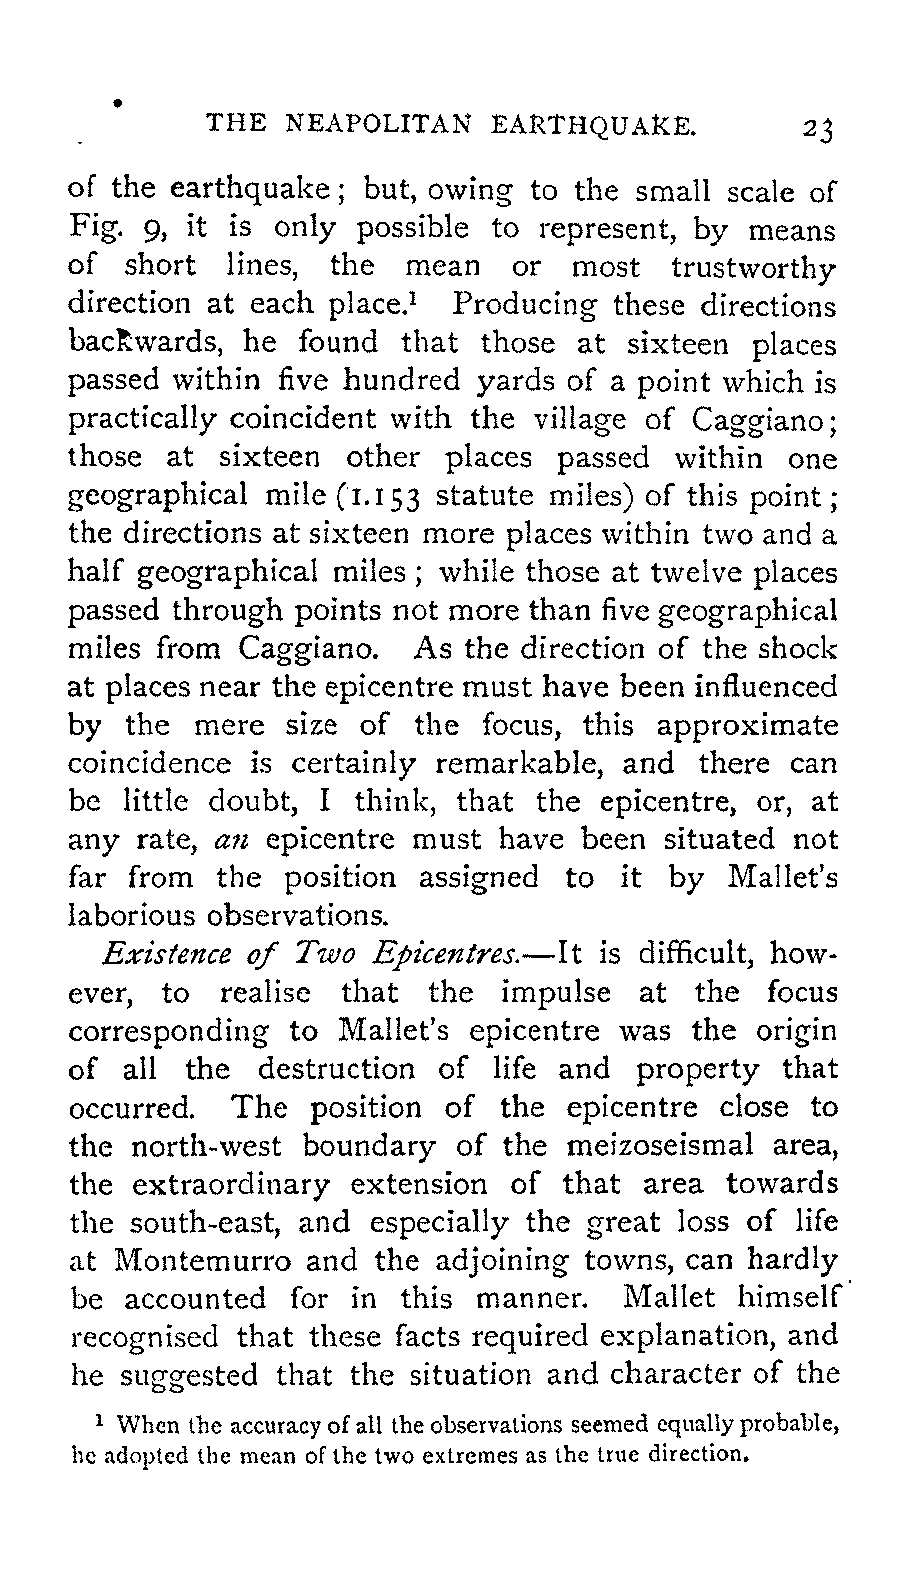 THE NEAPOLITAN EARTHQUAKE. 23
of the earthquake; but, owing to the small scale of
Fig. 9, it is only possible to represent, by means
of short lines, the mean or most trustworthy
direction at each place.¹ Producing these directions
backwards, he found that those at sixteen places
passed within five hundred yards of a point which is
practically coincident with the village of Caggiano;
those at sixteen other places passed within one
geographical mile (1.153 statute miles) of this point;
the directions at sixteen more places within two and a
half geographical miles; while those at twelve places
passed through points not more than five geographical
miles from Caggiano. As the direction of the shock
at places near the epicentre must have been influenced
by the mere size of the focus, this approximate
coincidence is certainly remarkable, and there can
be little doubt, I think, that the epicentre, or, at
any rate, an epicentre must have been situated not
far from the position assigned to it by Mallet's
laborious observations.
Existence of Two Epicentres.—It is difficult, how-
ever, to realise that the impulse at the focus
corresponding to Mallet's epicentre was the origin
of all the destruction of life and property that
occurred. The position of the epicentre close to
the north-west boundary of the meizoseismal area,
the extraordinary extension of that area towards
the south-east, and especially the great loss of life
at Montemurro and the adjoining towns, can hardly
be accounted for in this manner. Mallet himself
recognised that these facts required explanation, and
he suggested that the situation and character of the
¹ When the accuracy of all the observations seemed equally probable,
he adopted the mean of the two extremes as the true direction.